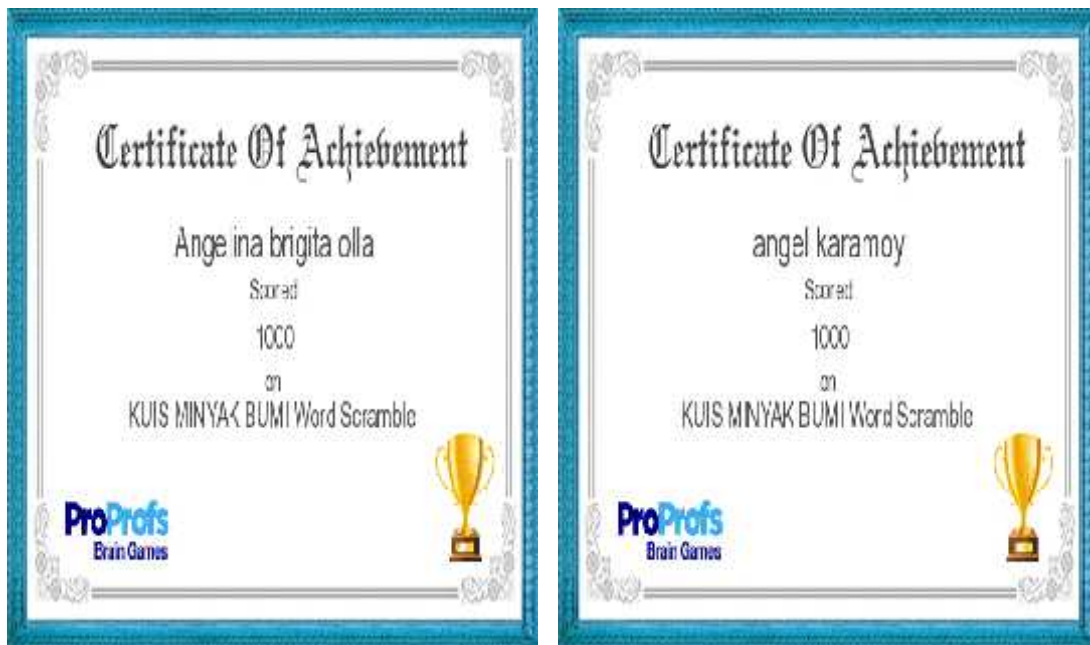 Certificate Of Achievement
Ange ina brigita olla
Scored
1000
on
KUIS MINYAK BUMI Word Scramble
ProProfs
Brain Games
Certificate Of Achievement
angel karamoy
Scored
1000
on
KUIS MINYAK BUMI Word Scramble
ProProfs
Brain Games